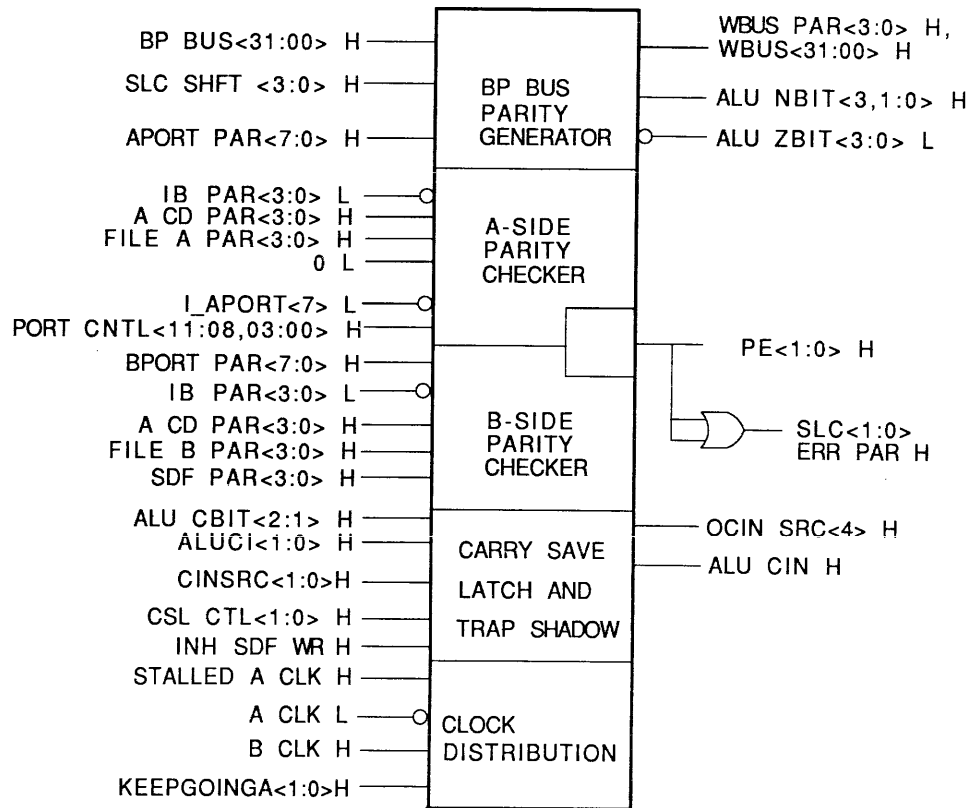 BP BUS<31:00> H
SLC SHFT <3:0> H
APORT PAR<7:0> H
IB PAR<3:0> L
A CD PAR<3:0> H
FILE A PAR<3:0> H
0 L
I_APORT<7> L
PORT CNTL<11:08,03:00> H
BPORT PAR<7:0> H
IB PAR<3:0> L
A CD PAR<3:0> H
FILE B PAR<3:0> H
SDF PAR<3:0> H
ALU CBIT<2:1> H
ALUCI<1:0> H
CINSRC<1:0>H
CSL CTL<1:0> H
INH SDF WR H
STALLED A CLK H
A CLK L
B CLK H
KEEPGOINGA<1:0>H
BP BUS
PARITY
GENERATOR
A-SIDE
PARITY
CHECKER
B-SIDE
PARITY
CHECKER
CARRY SAVE
LATCH AND
TRAP SHADOW
CLOCK
DISTRIBUTION
WBUS PAR<3:0> H,
WBUS<31:00> H
ALU NBIT<3,1:0> H
ALU ZBIT<3:0> L
PE<1:0> H
SLC<1:0>
ERR PAR H
OCIN SRC<4> H
ALU CIN H